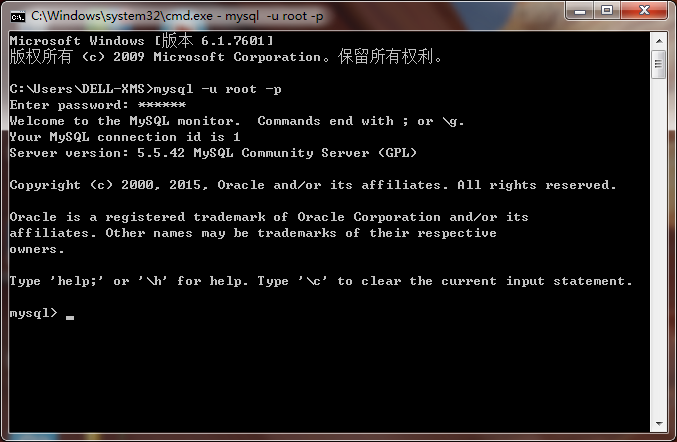 C:\Windows\system32\cmd.exe - mysql  -u root -p
Microsoft Windows [版本 6.1.7601]
版权所有 (c) 2009 Microsoft Corporation。保留所有权利。
C:\Users\DELL-XMS>mysql -u root -p
Enter password: ******
Welcome to the MySQL monitor.  Commands end with ; or \g.
Your MySQL connection id is 1
Server version: 5.5.42 MySQL Community Server (GPL)
Copyright (c) 2000, 2015, Oracle and/or its affiliates. All rights reserved.
Oracle is a registered trademark of Oracle Corporation and/or its
affiliates. Other names may be trademarks of their respective
owners.
Type 'help;' or '\h' for help. Type '\c' to clear the current input statement.
mysql> _